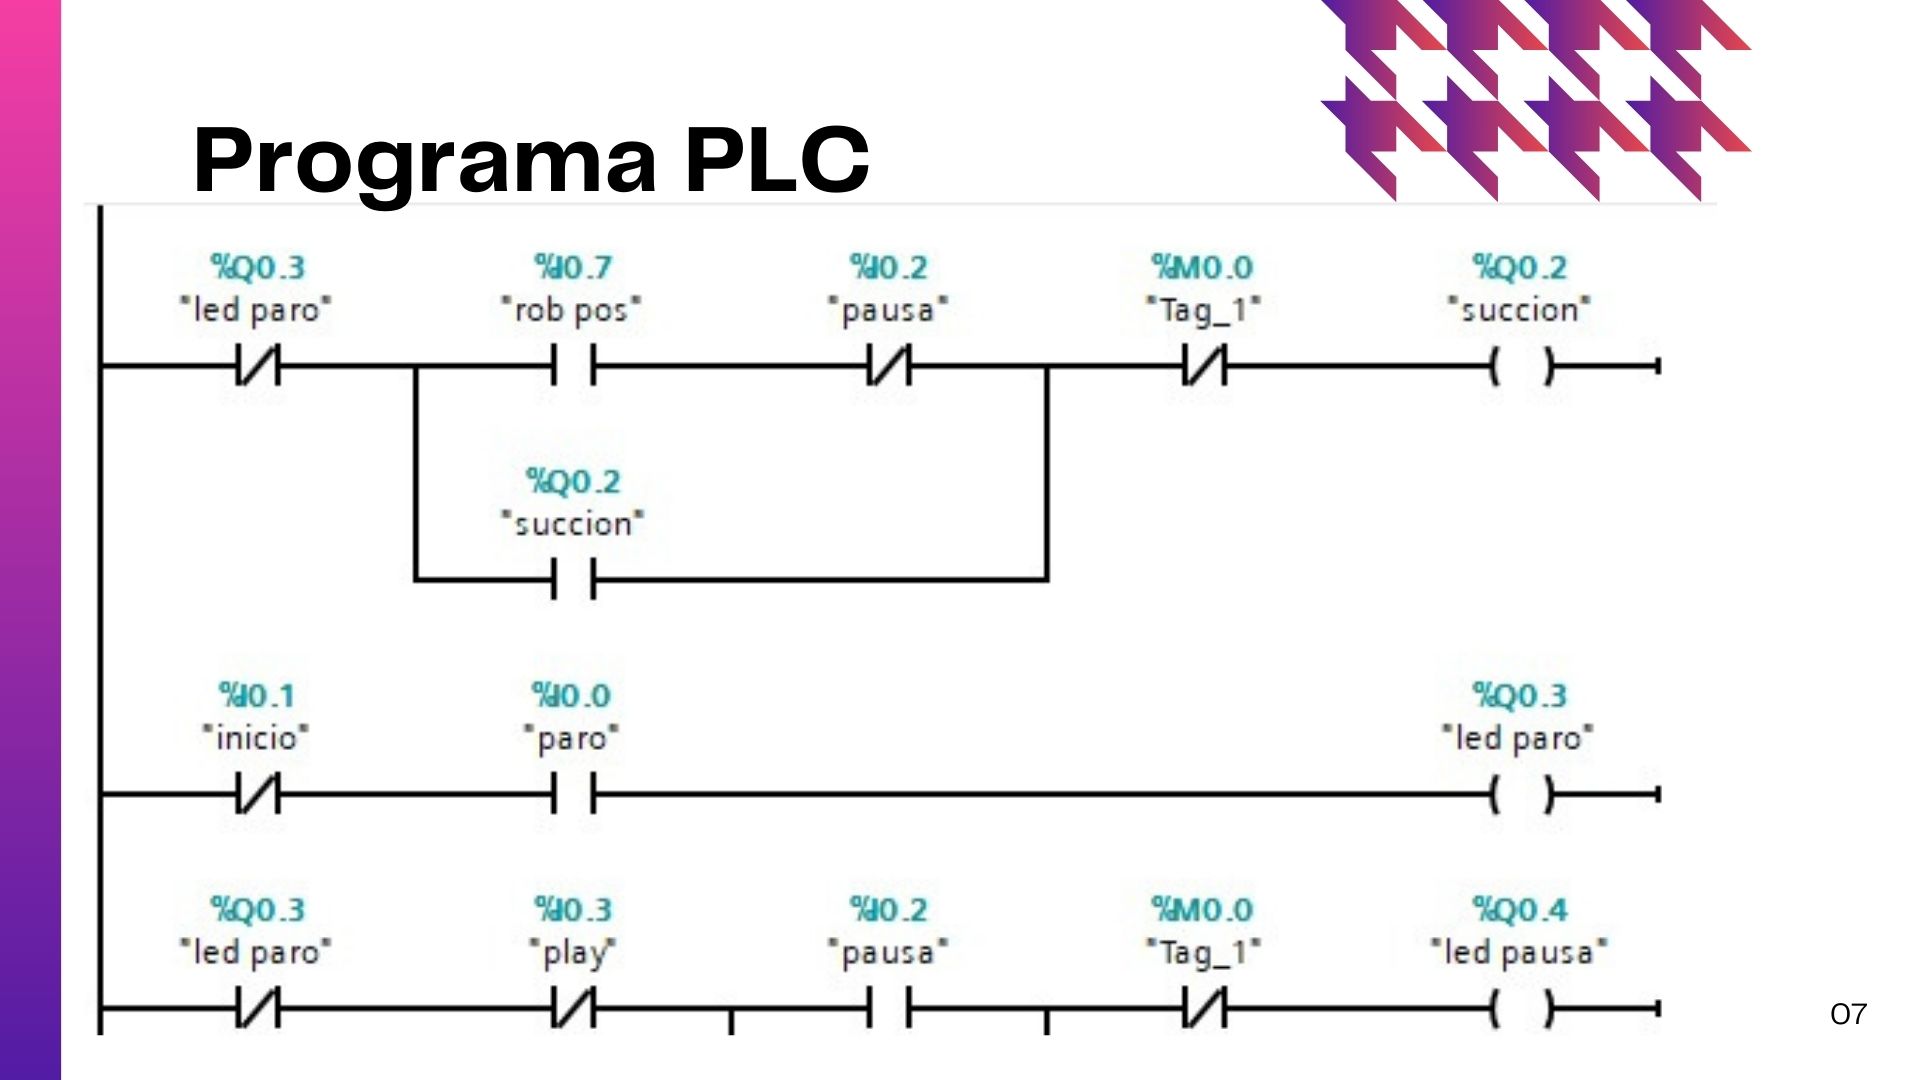 Programa PLC
%Q0.3 %I0.7 %I0.2 %M0.0 %Q0.2
"led paro" "rob pos" "pausa" "Tag_1" "succion"
%Q0.2
"succion"
%I0.1 %I0.0 %Q0.3
"inicio" "paro" "led paro"
%Q0.3 %I0.3 %I0.2 %M0.0 %Q0.4
"led paro" "play" "pausa" "Tag_1" "led pausa"
07